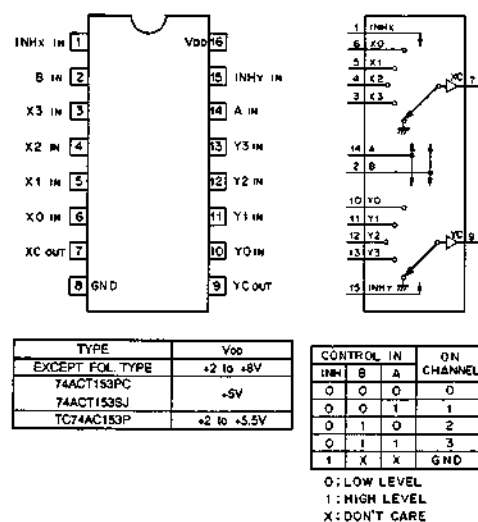 INHX IN 1
VDD 16
B IN 2
15 INHY IN
X3 IN 3
14 A IN
X2 IN 4
13 Y3 IN
X1 IN 5
12 Y2 IN
X0 IN 6
11 Y1 IN
XC OUT 7
10 Y0 IN
8 GND
9 YC OUT
1 INHX
6 X0
5 X1
4 X2
3 X3
XC 7
14 A
2 B
10 Y0
11 Y1
12 Y2
13 Y3
YC 9
15 INHY
TYPE VDD
EXCEPT FOL. TYPE +2 to +8V
74ACT153PC
74ACT153SJ
+5V
TC74AC153P +2 to +5.5V
CONTROL IN ON CHANNEL
INH B A
0 0 0 0
0 0 1 1
0 1 0 2
0 1 1 3
1 X X GND
0: LOW LEVEL
1: HIGH LEVEL
X: DON'T CARE